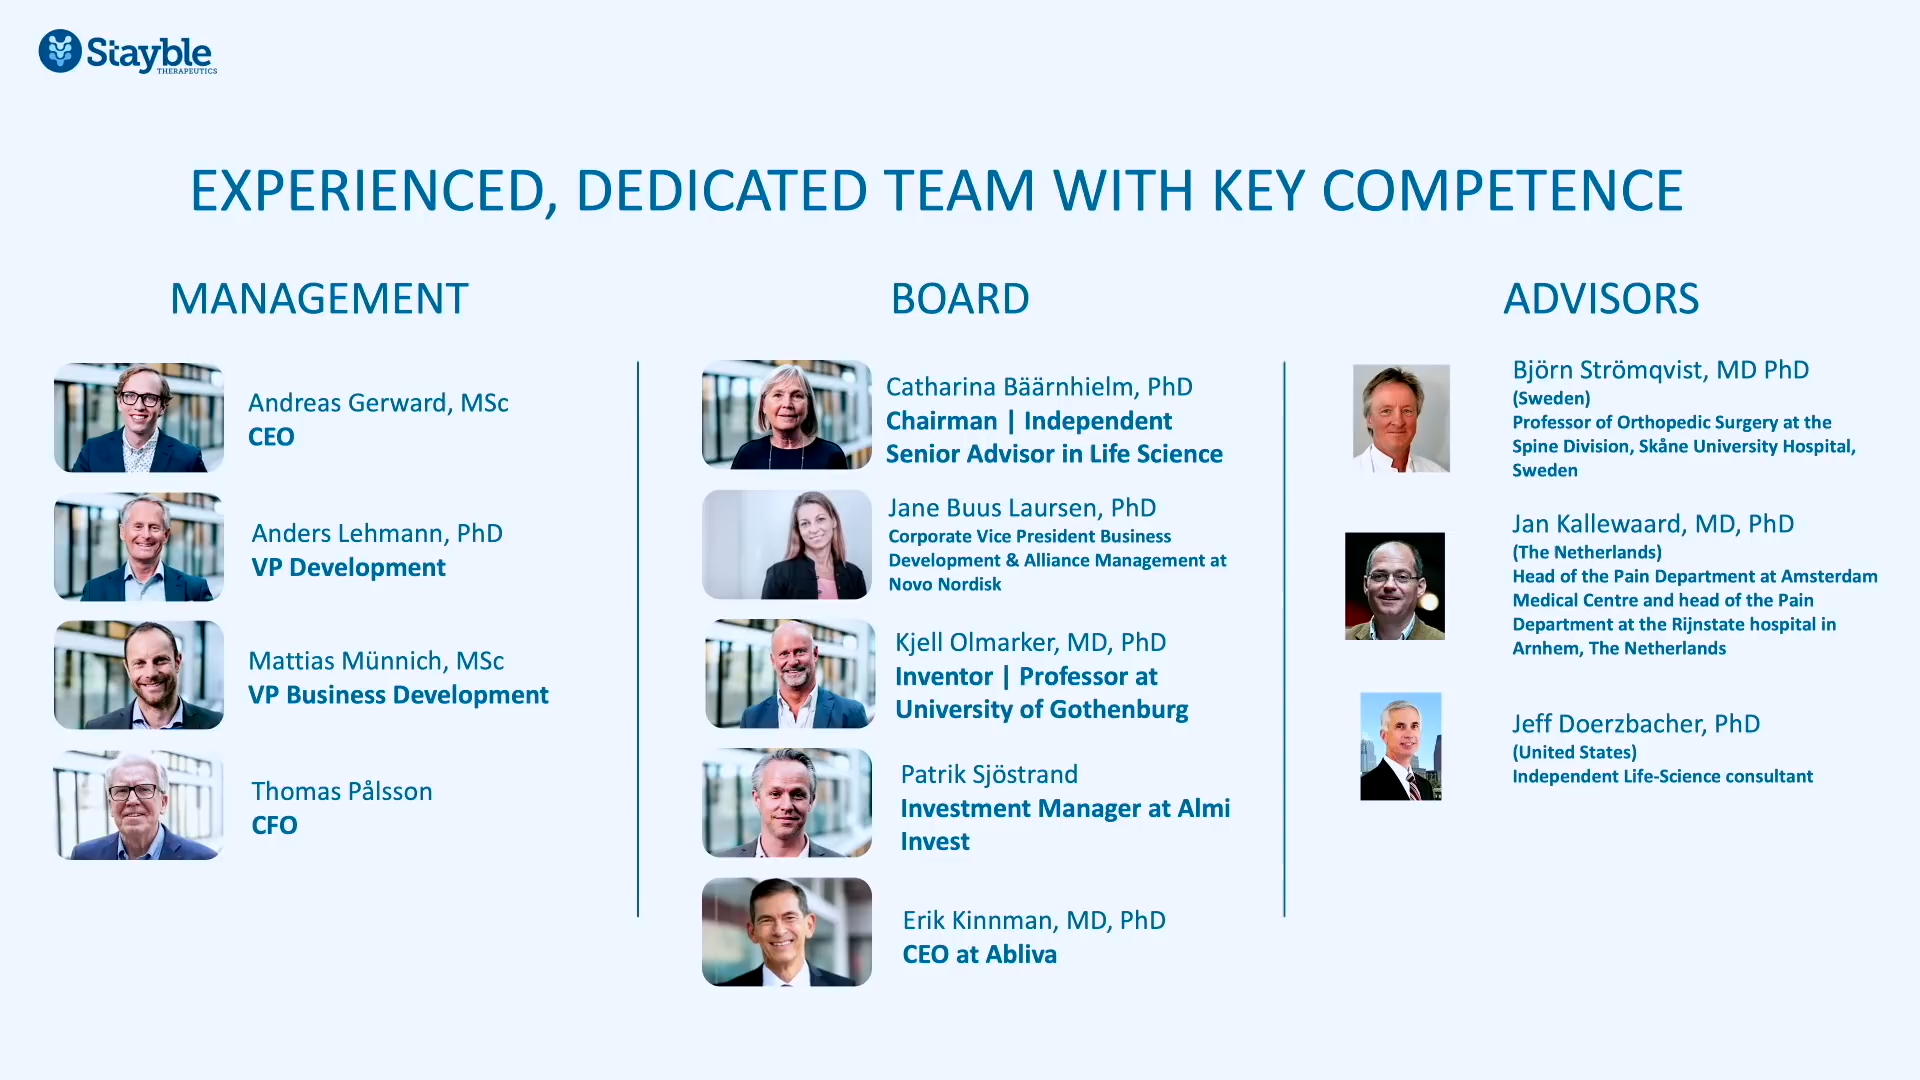 Stayble
THERAPEUTICS
EXPERIENCED, DEDICATED TEAM WITH KEY COMPETENCE
MANAGEMENT
Andreas Gerward, MSc
CEO
Anders Lehmann, PhD
VP Development
Mattias Münnich, MSc
VP Business Development
Thomas Pålsson
CFO
BOARD
Catharina Bäärnhielm, PhD
Chairman | Independent
Senior Advisor in Life Science
Jane Buus Laursen, PhD
Corporate Vice President Business
Development & Alliance Management at
Novo Nordisk
Kjell Olmarker, MD, PhD
Inventor | Professor at
University of Gothenburg
Patrik Sjöstrand
Investment Manager at Almi
Invest
Erik Kinnman, MD, PhD
CEO at Abliva
ADVISORS
Björn Strömqvist, MD PhD
(Sweden)
Professor of Orthopedic Surgery at the
Spine Division, Skåne University Hospital,
Sweden
Jan Kallewaard, MD, PhD
(The Netherlands)
Head of the Pain Department at Amsterdam
Medical Centre and head of the Pain
Department at the Rijnstate hospital in
Arnhem, The Netherlands
Jeff Doerzbacher, PhD
(United States)
Independent Life-Science consultant